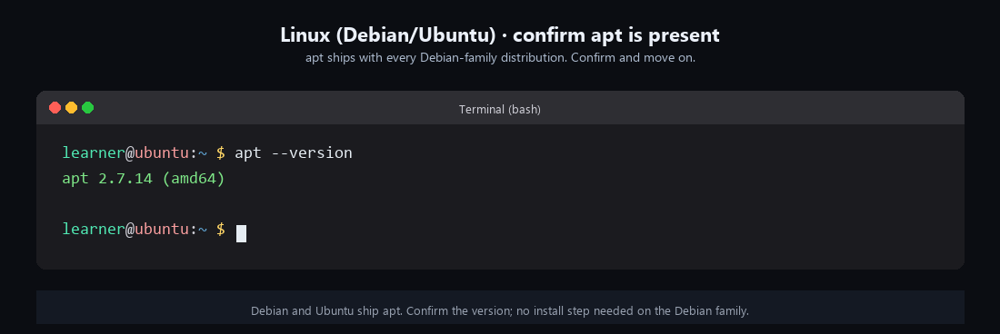 Linux (Debian/Ubuntu) · confirm apt is present
apt ships with every Debian-family distribution. Confirm and move on.
Terminal (bash)
learner@ubuntu:~ $ apt --version
apt 2.7.14 (amd64)
learner@ubuntu:~ $
Debian and Ubuntu ship apt. Confirm the version; no install step needed on the Debian family.